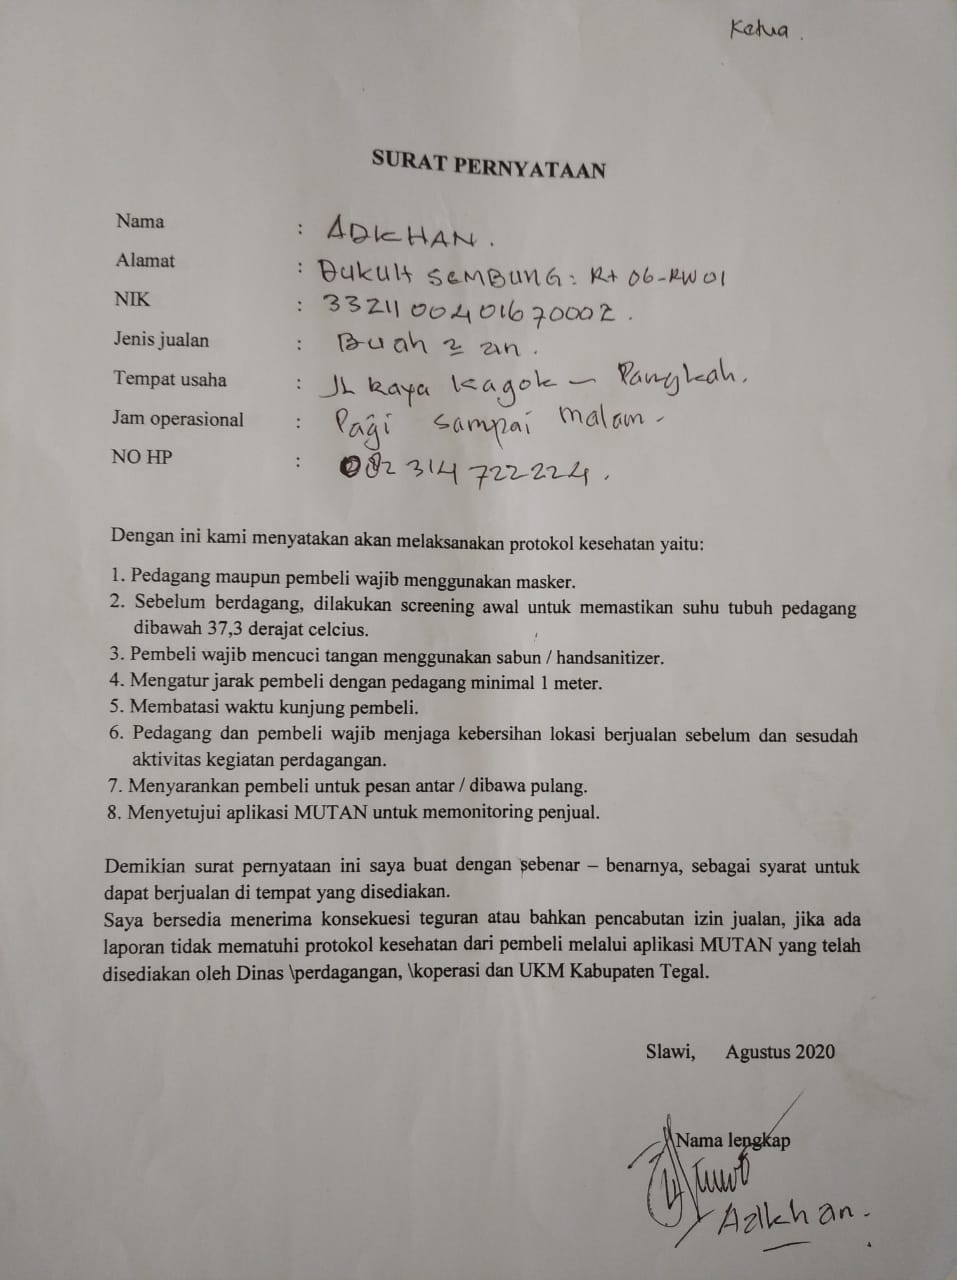 Ketua.
SURAT PERNYATAAN
Nama : ADKHAN.
Alamat : DUKUH SEMBUNG: Rt 06-RW 01
NIK : 3321100401670002.
Jenis jualan : Buah2an.
Tempat usaha : JL Raya Kagok - Pangkah.
Jam operasional : Pagi sampai malam-
NO HP : 082314722224.
Dengan ini kami menyatakan akan melaksanakan protokol kesehatan yaitu:
1. Pedagang maupun pembeli wajib menggunakan masker.
2. Sebelum berdagang, dilakukan screening awal untuk memastikan suhu tubuh pedagang
dibawah 37,3 derajat celcius.
3. Pembeli wajib mencuci tangan menggunakan sabun / handsanitizer.
4. Mengatur jarak pembeli dengan pedagang minimal 1 meter.
5. Membatasi waktu kunjung pembeli.
6. Pedagang dan pembeli wajib menjaga kebersihan lokasi berjualan sebelum dan sesudah
aktivitas kegiatan perdagangan.
7. Menyarankan pembeli untuk pesan antar / dibawa pulang.
8. Menyetujui aplikasi MUTAN untuk memonitoring penjual.
Demikian surat pernyataan ini saya buat dengan sebenar – benarnya, sebagai syarat untuk
dapat berjualan di tempat yang disediakan.
Saya bersedia menerima konsekuesi teguran atau bahkan pencabutan izin jualan, jika ada
laporan tidak mematuhi protokol kesehatan dari pembeli melalui aplikasi MUTAN yang telah
disediakan oleh Dinas \perdagangan, \koperasi dan UKM Kabupaten Tegal.
Slawi, Agustus 2020
Nama lengkap
Adkhan.